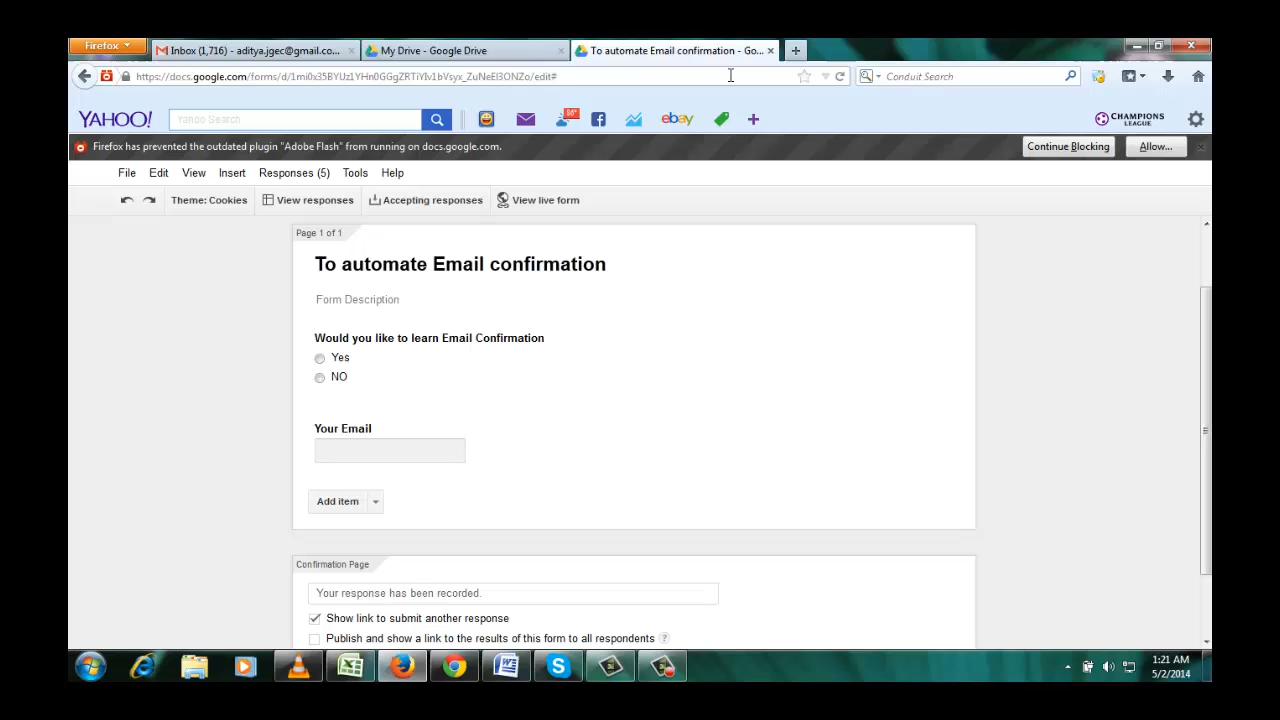 Firefox
Inbox (1,716) - aditya.jgec@gmail.co...
My Drive - Google Drive
To automate Email confirmation - Go...
docs.google.com/forms/d/
/edit#
Conduit Search
YAHOO!
Yahoo Search
86°
ebay
CHAMPIONS
LEAGUE
Firefox has prevented the outdated plugin "Adobe Flash" from running on docs.google.com.
Continue Blocking
Allow...
File Edit View Insert Responses (5) Tools Help
Theme: Cookies
View responses
Accepting responses
View live form
Page 1 of 1
To automate Email confirmation
Form Description
Would you like to learn Email Confirmation
Yes
NO
Your Email
Add item
Confirmation Page
Your response has been recorded.
Show link to submit another response
Publish and show a link to the results of this form to all respondents ?
1:21 AM
5/2/2014